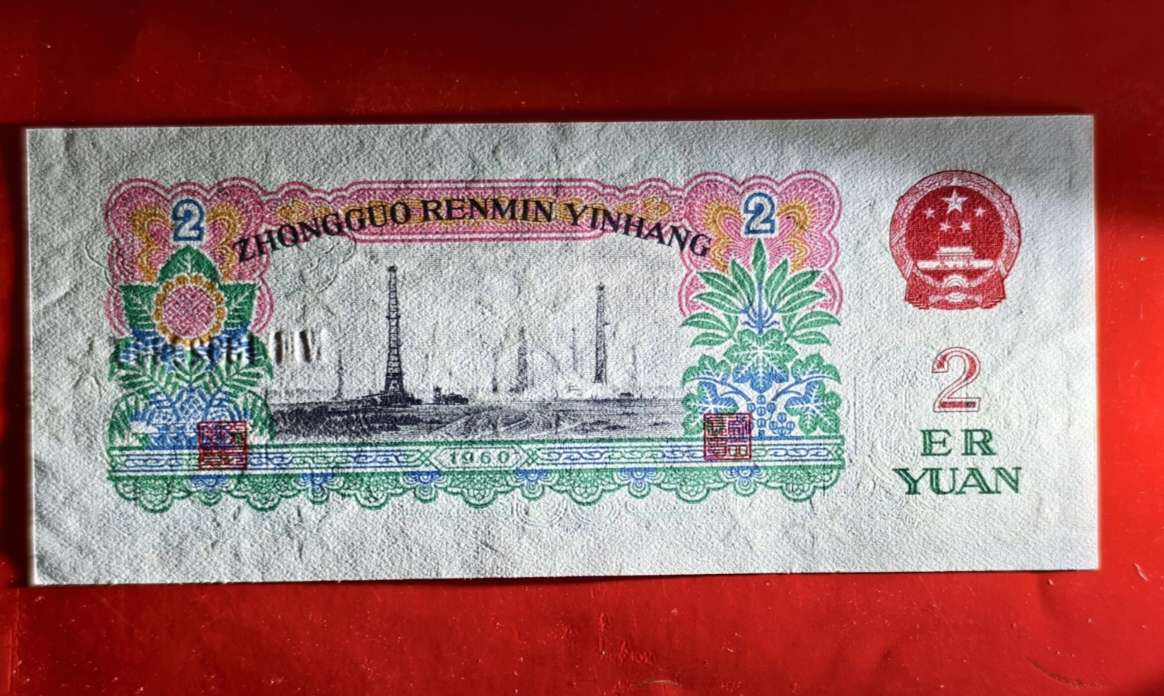 2 2
ZHONGGUO RENMIN YINHANG
1960
2
ER
YUAN